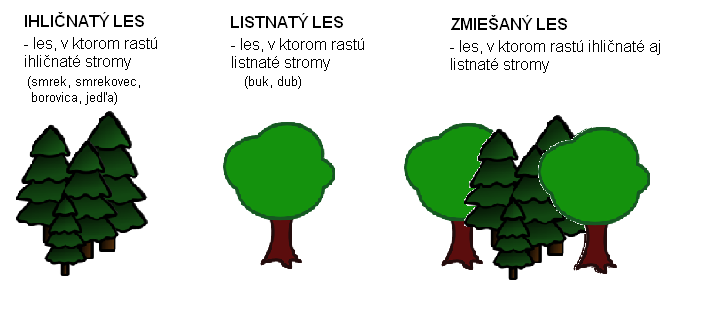 IHLIČNATÝ LES
- les, v ktorom rastú
ihličnaté stromy
(smrek, smrekovec,
borovica, jedľa)
LISTNATÝ LES
- les, v ktorom rastú
listnaté stromy
(buk, dub)
ZMIEŠANÝ LES
- les, v ktorom rastú ihličnaté aj
listnaté stromy